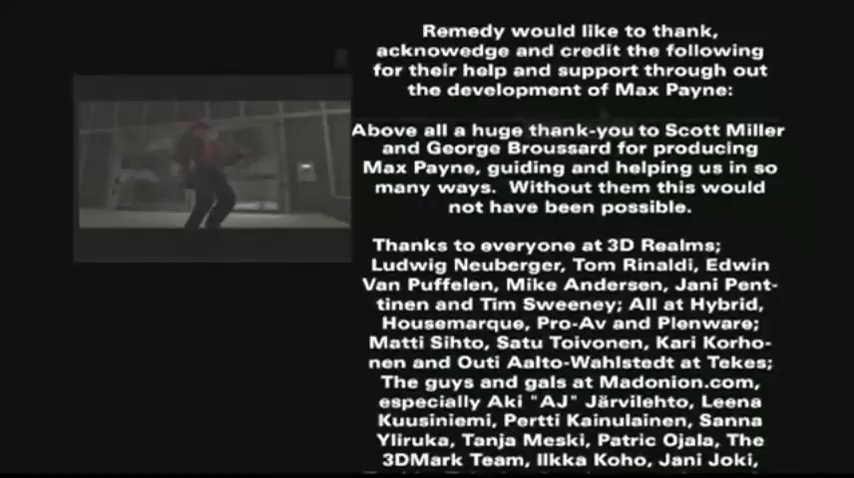 Remedy would like to thank,
acknowedge and credit the following
for their help and support through out
the development of Max Payne:
Above all a huge thank-you to Scott Miller
and George Broussard for producing
Max Payne, guiding and helping us in so
many ways. Without them this would
not have been possible.
Thanks to everyone at 3D Realms;
Ludwig Neuberger, Tom Rinaldi, Edwin
Van Puffelen, Mike Andersen, Jani Pent-
tinen and Tim Sweeney; All at Hybrid,
Housemarque, Pro-Av and Plenware;
Matti Sihto, Satu Toivonen, Kari Korho-
nen and Outi Aalto-Wahlstedt at Tekes;
The guys and gals at Madonion.com,
especially Aki "AJ" Järvilehto, Leena
Kuusiniemi, Pertti Kainulainen, Sanna
Yliruka, Tanja Meski, Patric Ojala, The
3DMark Team, Ilkka Koho, Jani Joki,